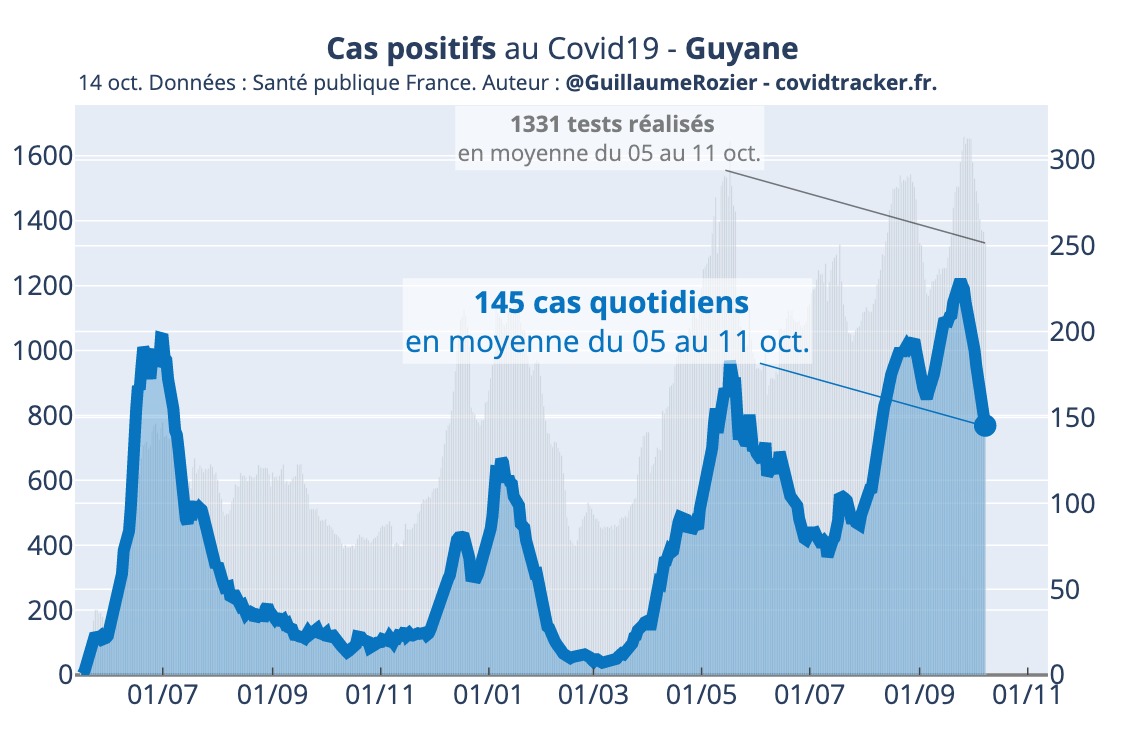 Cas positifs au Covid19 - Guyane
14 oct. Données : Santé publique France. Auteur : @GuillaumeRozier - covidtracker.fr.
1331 tests réalisés
en moyenne du 05 au 11 oct.
145 cas quotidiens
en moyenne du 05 au 11 oct.
1600
1400
1200
1000
800
600
400
200
0
300
250
200
150
100
50
0
01/07 01/09 01/11 01/01 01/03 01/05 01/07 01/09 01/11